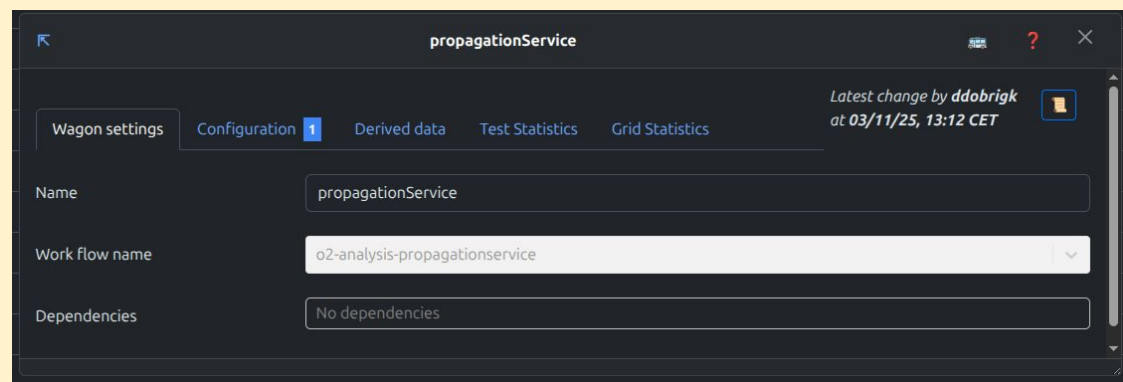 propagationService
Latest change by ddobrigk
at 03/11/25, 13:12 CET
Wagon settings
Configuration 1
Derived data
Test Statistics
Grid Statistics
Name
propagationService
Work flow name
o2-analysis-propagationservice
Dependencies
No dependencies